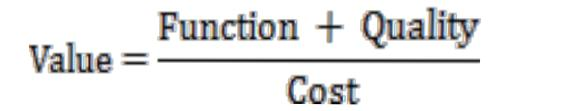 Value = Function + Quality
Cost